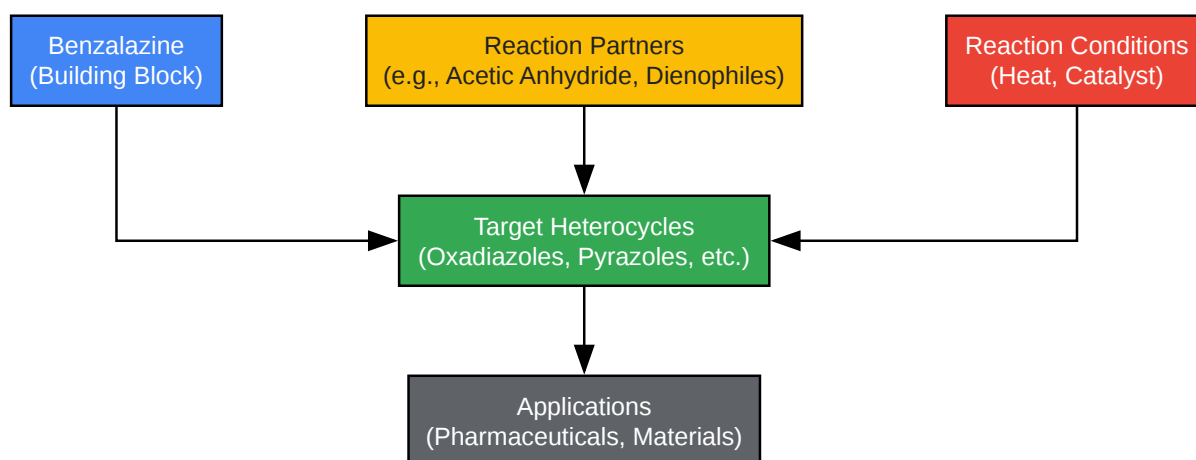 Benzalazine
(Building Block)
Reaction Partners
(e.g., Acetic Anhydride, Dienophiles)
Reaction Conditions
(Heat, Catalyst)
Target Heterocycles
(Oxadiazoles, Pyrazoles, etc.)
Applications
(Pharmaceuticals, Materials)